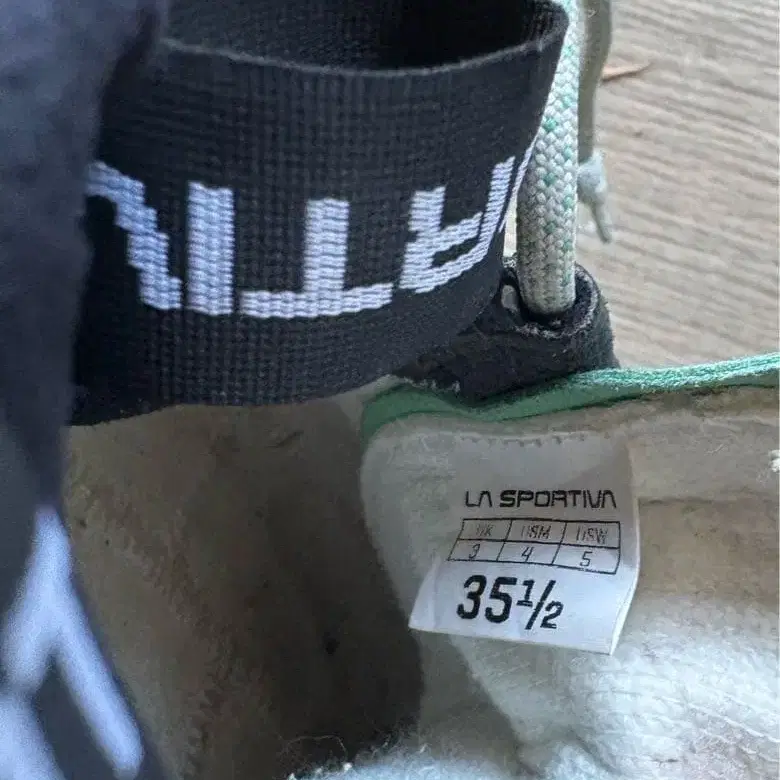 LA SPORTIVA
UK USM USW
3 4 5
35½